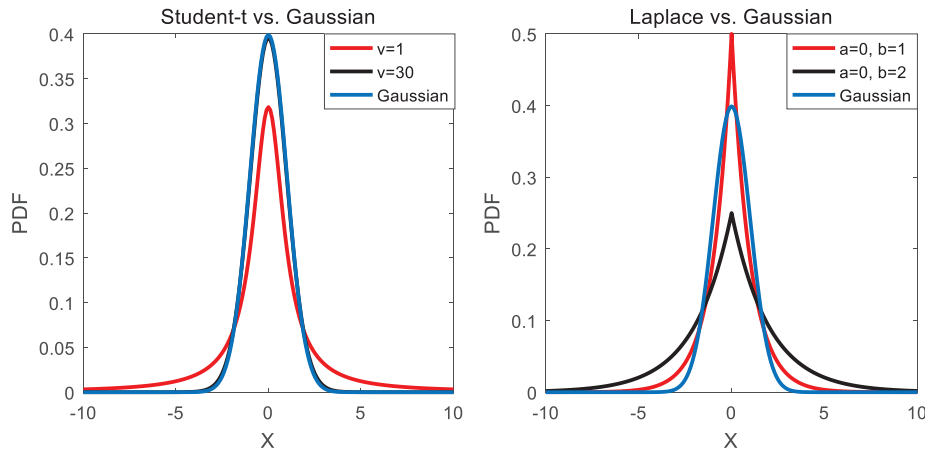 Student-t vs. Gaussian
0.4
0.35
0.3
0.25
0.2
0.15
0.1
0.05
0
PDF
v=1
v=30
Gaussian
-10 -5 0 5 10
X
Laplace vs. Gaussian
0.5
0.4
0.3
0.2
0.1
0
PDF
a=0, b=1
a=0, b=2
Gaussian
-10 -5 0 5 10
X